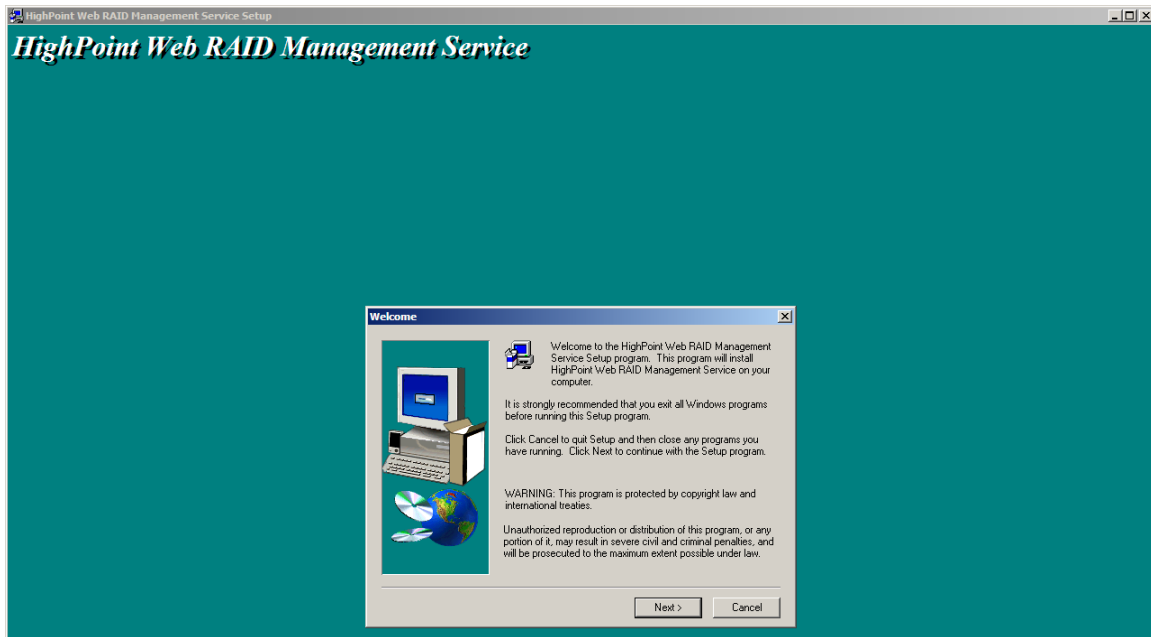 HighPoint Web RAID Management Service Setup
HighPoint Web RAID Management Service
Welcome
Welcome to the HighPoint Web RAID Management
Service Setup program. This program will install
HighPoint Web RAID Management Service on your
computer.
It is strongly recommended that you exit all Windows programs
before running this Setup program.
Click Cancel to quit Setup and then close any programs you
have running. Click Next to continue with the Setup program.
WARNING: This program is protected by copyright law and
international treaties.
Unauthorized reproduction or distribution of this program, or any
portion of it, may result in severe civil and criminal penalties, and
will be prosecuted to the maximum extent possible under law.
Next >
Cancel